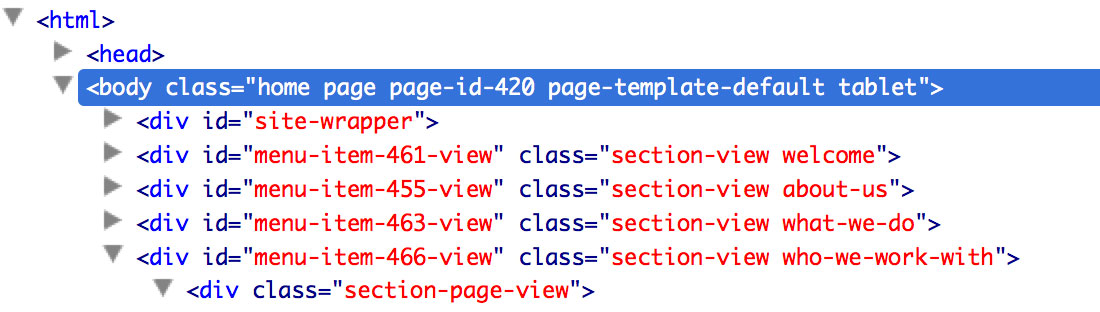 <html>
<head>
<body class="home page page-id-420 page-template-default tablet">
<div id="site-wrapper">
<div id="menu-item-461-view" class="section-view welcome">
<div id="menu-item-455-view" class="section-view about-us">
<div id="menu-item-463-view" class="section-view what-we-do">
<div id="menu-item-466-view" class="section-view who-we-work-with">
<div class="section-page-view">